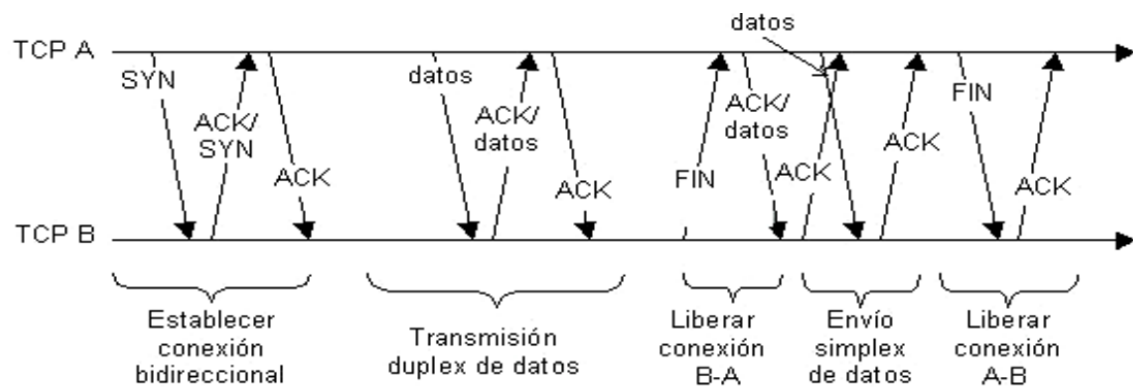 datos
TCP A
SYN
ACK/
SYN
ACK
datos
ACK/
datos
ACK
FIN
ACK/
datos
ACK
ACK
FIN
ACK
TCP B
Establecer
conexión
bidireccional
Transmisión
duplex de datos
Liberar
conexión
B-A
Envío
simplex
de datos
Liberar
conexión
A-B